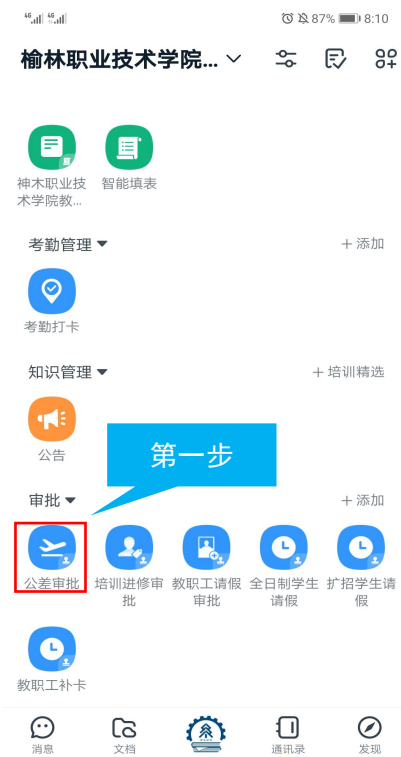 46 46 87% 8:10
榆林职业技术学院...
神木职业技 智能填表
术学院教...
考勤管理 + 添加
考勤打卡
知识管理 + 培训精选
公告
第一步
审批 + 添加
公差审批 培训进修审 教职工请假 全日制学生 扩招学生请
批 审批 请假 假
教职工补卡
消息 文档 通讯录 发现